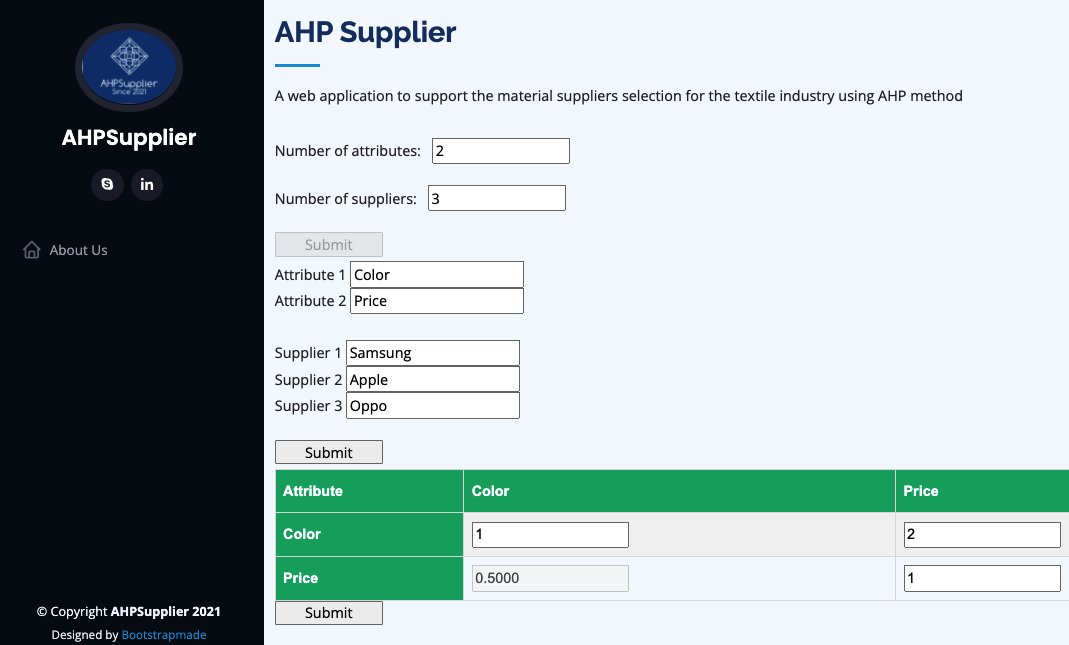 AHPSupplier
Since 2021
AHPSupplier
About Us
© Copyright AHPSupplier 2021
Designed by Bootstrapmade
AHP Supplier
A web application to support the material suppliers selection for the textile industry using AHP method
Number of attributes: 2
Number of suppliers: 3
Submit
Attribute 1 Color
Attribute 2 Price
Supplier 1 Samsung
Supplier 2 Apple
Supplier 3 Oppo
Submit
Attribute Color Price
Color 1 2
Price 0.5000 1
Submit